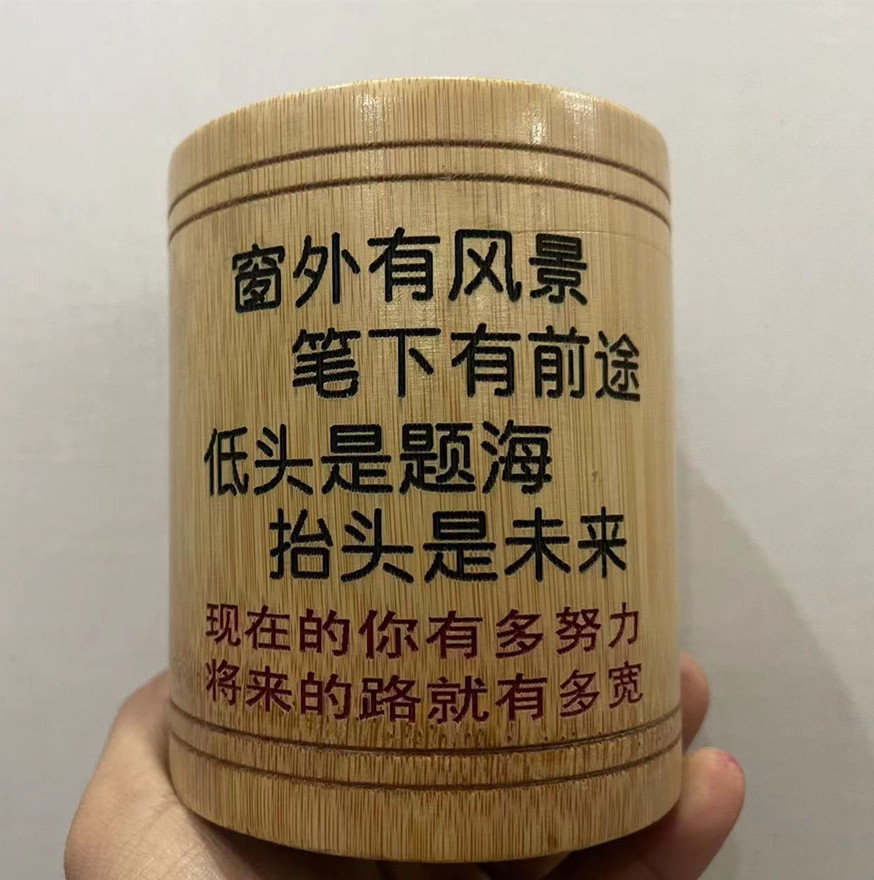 窗外有风景
笔下有前途
低头是题海
抬头是未来
现在的你有多努力
将来的路就有多宽